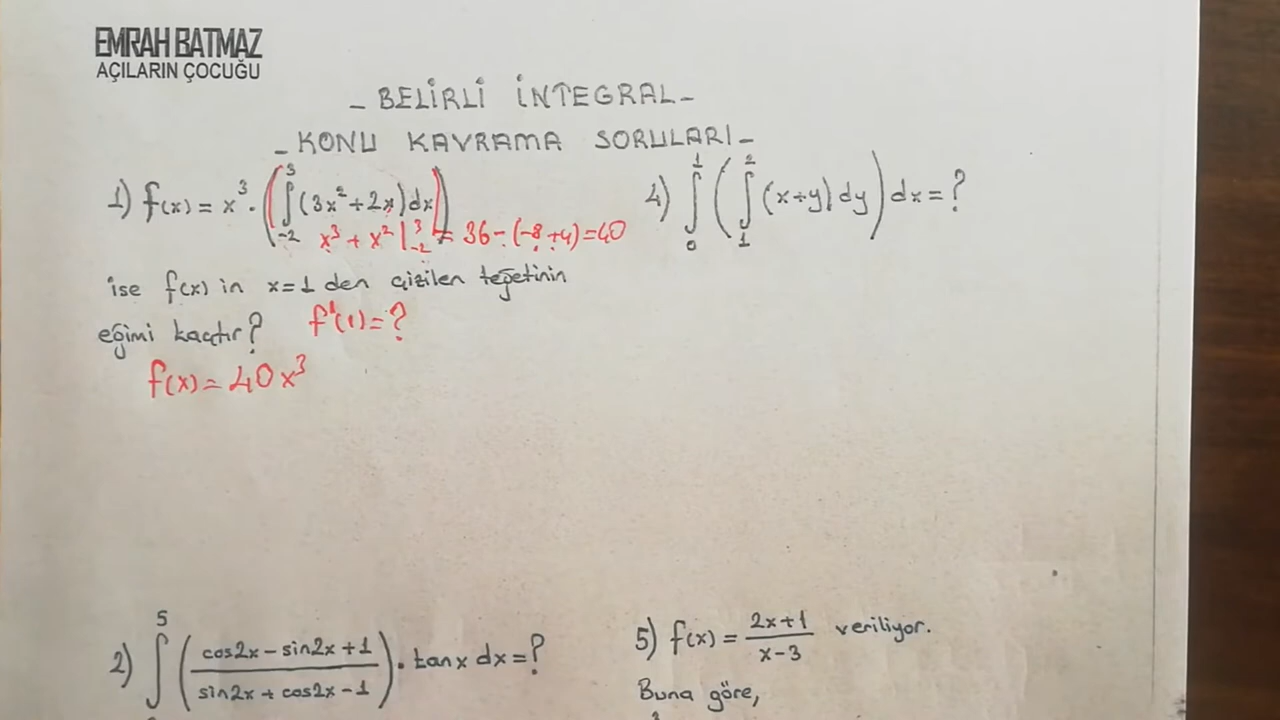 EMRAH BATMAZ
AÇILARIN ÇOCUĞU
- BELİRLİ İNTEGRAL -
- KONU KAVRAMA SORULARI -
1) f(x) = x³ · (∫₋₂³ (3x² + 2x) dx)
x³ + x² |₋₂³ = 36 - (-8 + 4) = 40
ise f(x) in x=1 den çizilen teğetinin
eğimi kaçtır? f'(1) = ?
f(x) = 40x³
2) ∫⁵ ((cos2x - sin2x + 1)/(sin2x + cos2x - 1)) · tanx dx = ?
4) ∫₀¹ (∫₁² (x+y) dy) dx = ?
5) f(x) = (2x+1)/(x-3) veriliyor.
Buna göre,